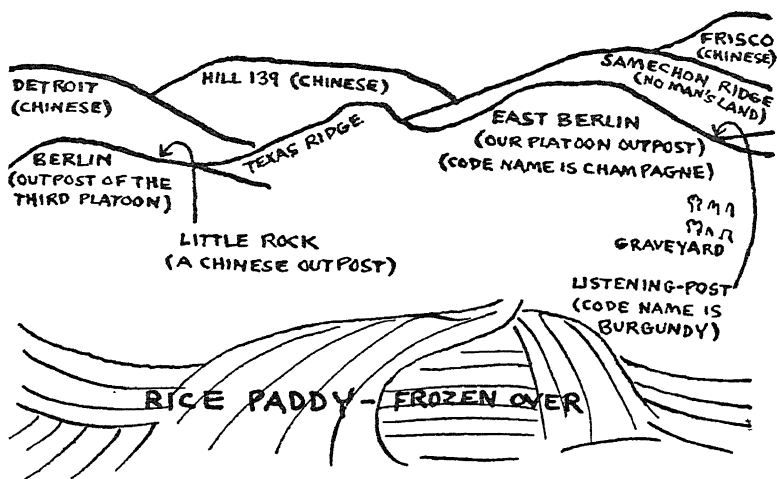 FRISCO
(CHINESE)
SAMECHON RIDGE
(NO MAN'S LAND)
HILL 139 (CHINESE)
DETROIT
(CHINESE)
EAST BERLIN
(OUR PLATOON OUTPOST)
(CODE NAME IS CHAMPAGNE)
TEXAS RIDGE
BERLIN
(OUTPOST OF THE
THIRD PLATOON)
LITTLE ROCK
(A CHINESE OUTPOST)
GRAVEYARD
LISTENING-POST
(CODE NAME IS
BURGUNDY)
RICE PADDY - FROZEN OVER